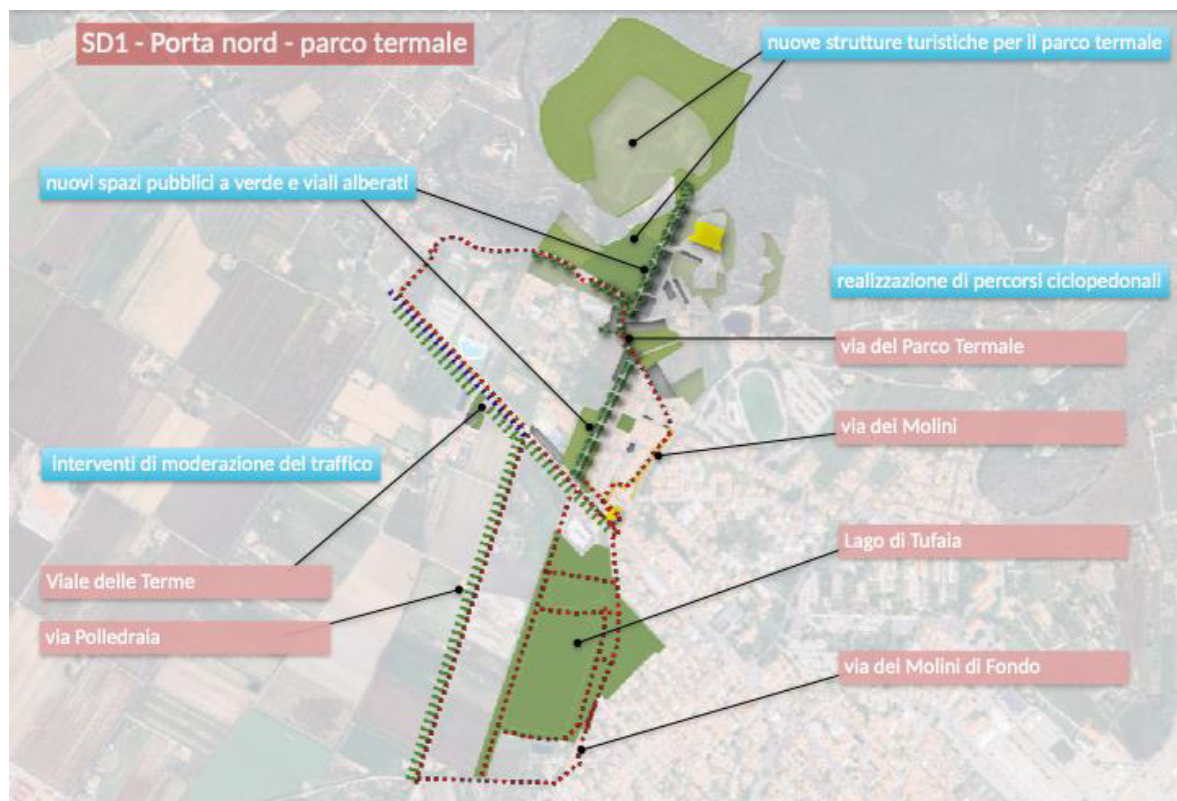 SD1 - Porta nord - parco termale
nuove strutture turistiche per il parco termale
nuovi spazi pubblici a verde e viali alberati
realizzazione di percorsi ciclopedonali
via del Parco Termale
via dei Molini
interventi di moderazione del traffico
Lago di Tufaia
Viale delle Terme
via Polledraia
via dei Molini di Fondo